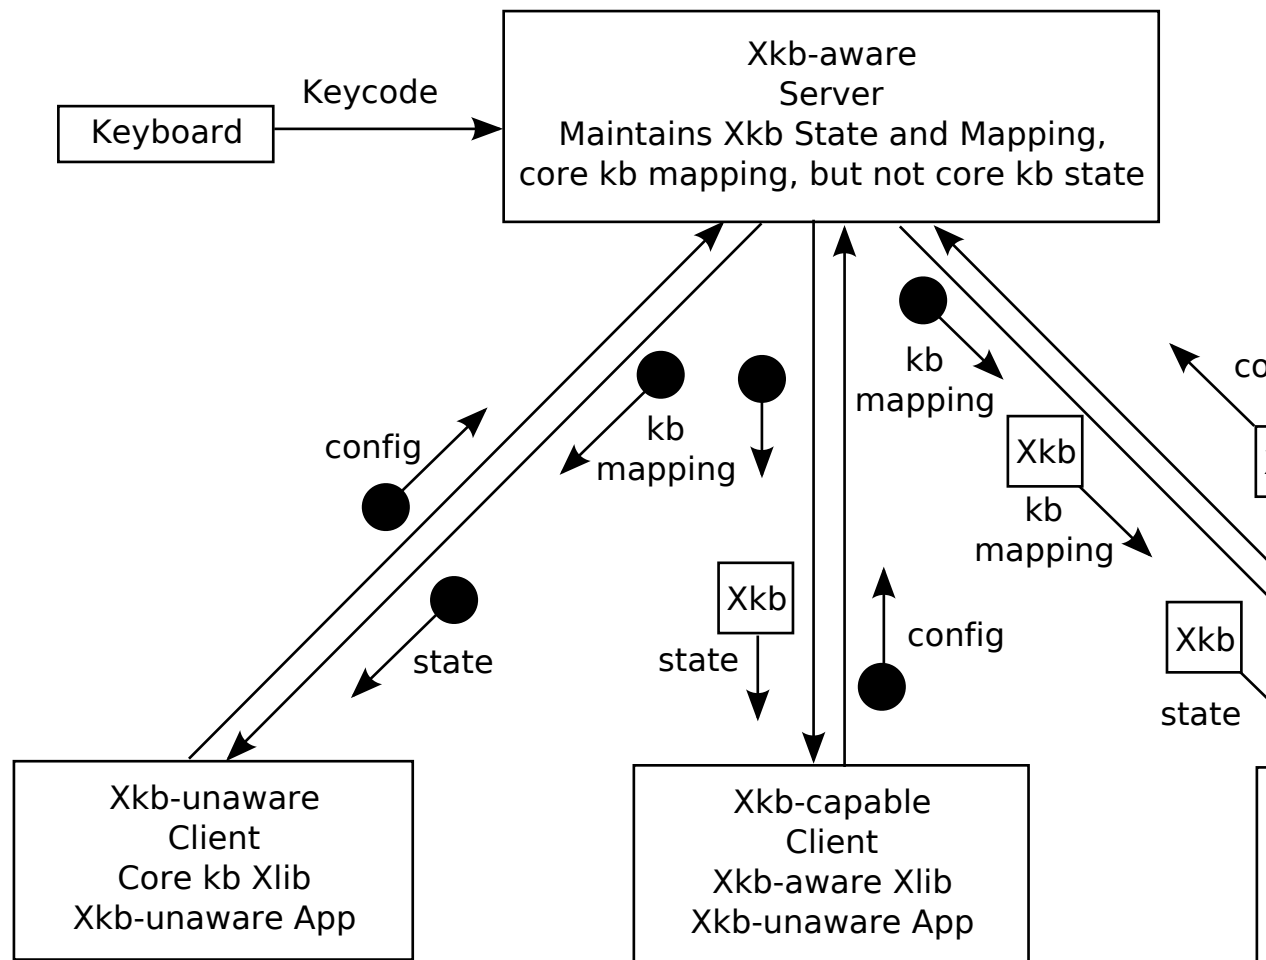 Xkb-aware
Server
Maintains Xkb State and Mapping,
core kb mapping, but not core kb state
Keycode
Keyboard
kb
mapping
config
kb
mapping
Xkb
kb
mapping
Xkb
state
config
state
Xkb
state
Xkb-unaware
Client
Core kb Xlib
Xkb-unaware App
Xkb-capable
Client
Xkb-aware Xlib
Xkb-unaware App